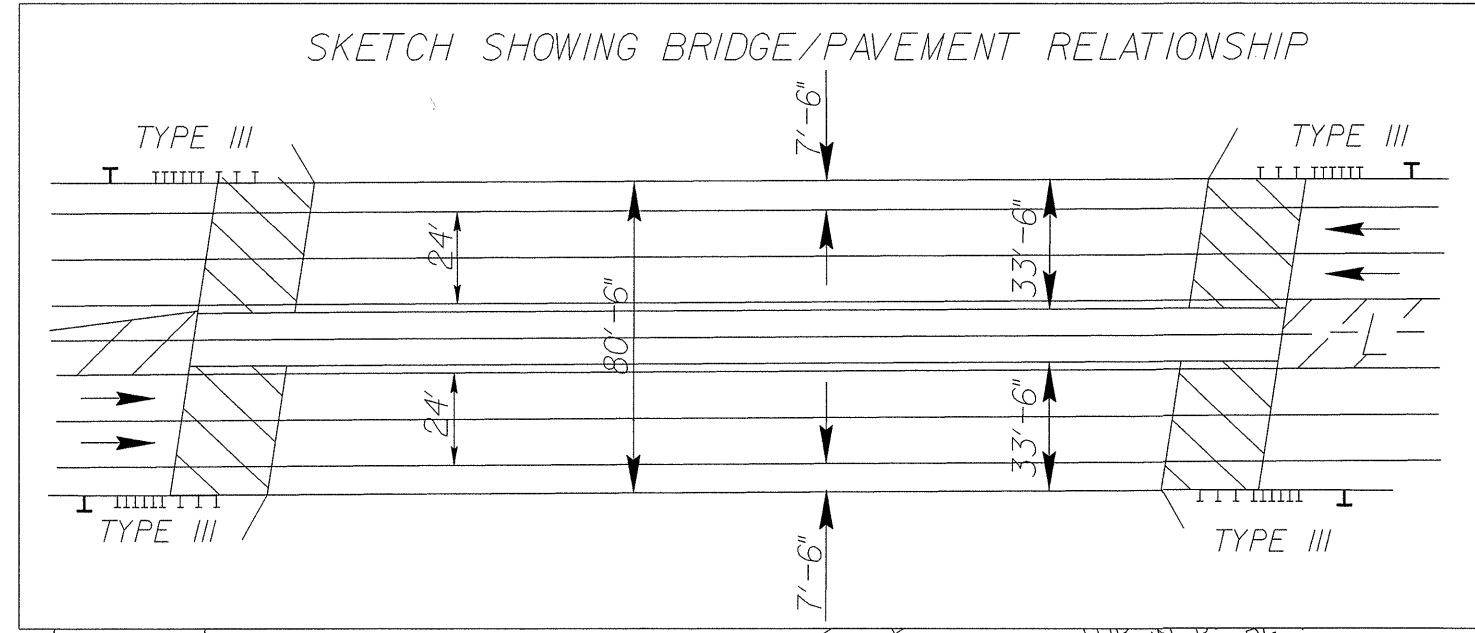 SKETCH SHOWING BRIDGE/PAVEMENT RELATIONSHIP
7'-6"
TYPE III
TYPE III
24'
33'-6"
80'-6"
24'
33'-6"
TYPE III
TYPE III
7'-6"